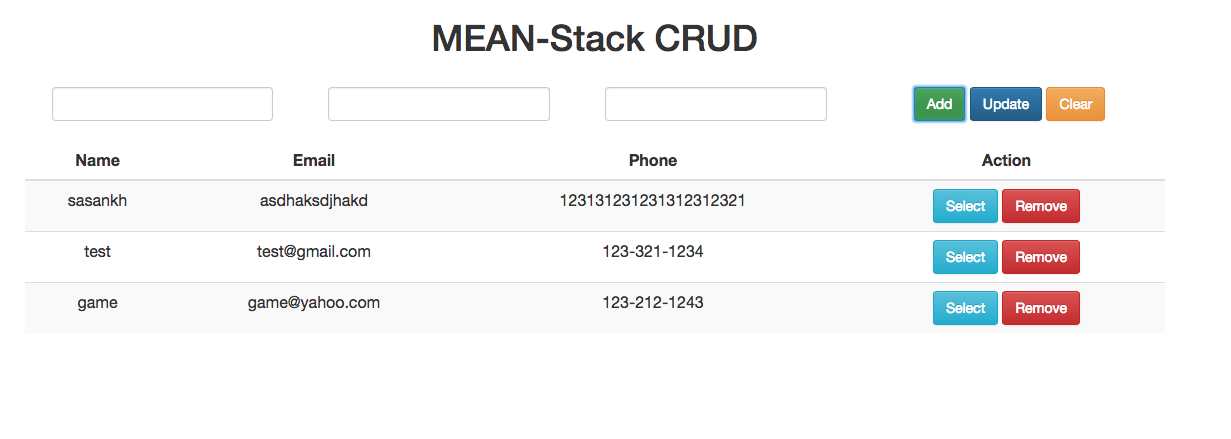 MEAN-Stack CRUD
Add Update Clear
Name Email Phone Action
sasankh asdhaksdjhakd 123131231231312312321 Select Remove
test test@gmail.com 123-321-1234 Select Remove
game game@yahoo.com 123-212-1243 Select Remove